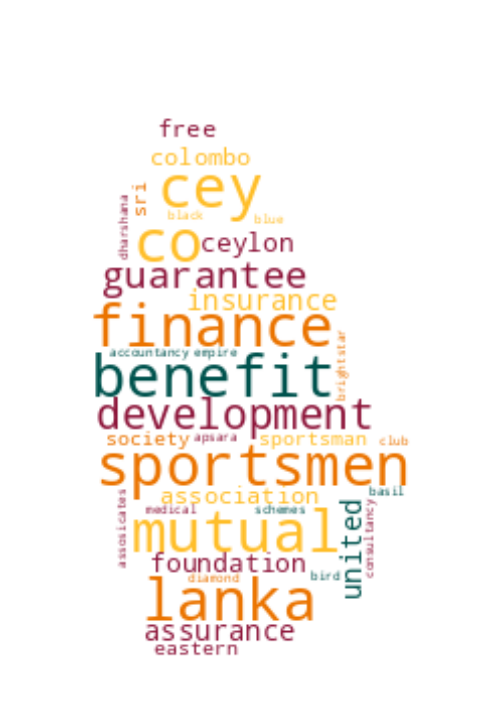 free
colombo
cey
sri
dharshana
black
blue
co
ceylon
guarantee
insurance
finance
brightstar
accountancy
empire
benefit
development
society
apsara
sportsman
club
sportsmen
association
basil
assosicates
medical
schemes
united
consultancy
mutual
foundation
diamond
bird
lanka
assurance
eastern